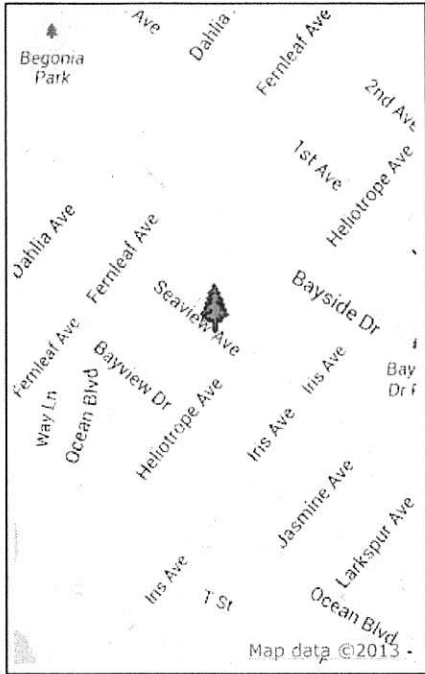 Ave
Dahlia
Fernleaf Ave
Begonia
Park
2nd Ave
1st Ave
Heliotrope Ave
Dahlia Ave
Fernleaf Ave
Seaview Ave
Bayside Dr
Fernleaf Ave
Bayview Dr
Iris Ave
Bay
Dr
Way Ln
Ocean Blvd
Heliotrope Ave
Iris Ave
Jasmine Ave
Larkspur Ave
Iris Ave
T St
Ocean Blvd
Map data ©2013 -